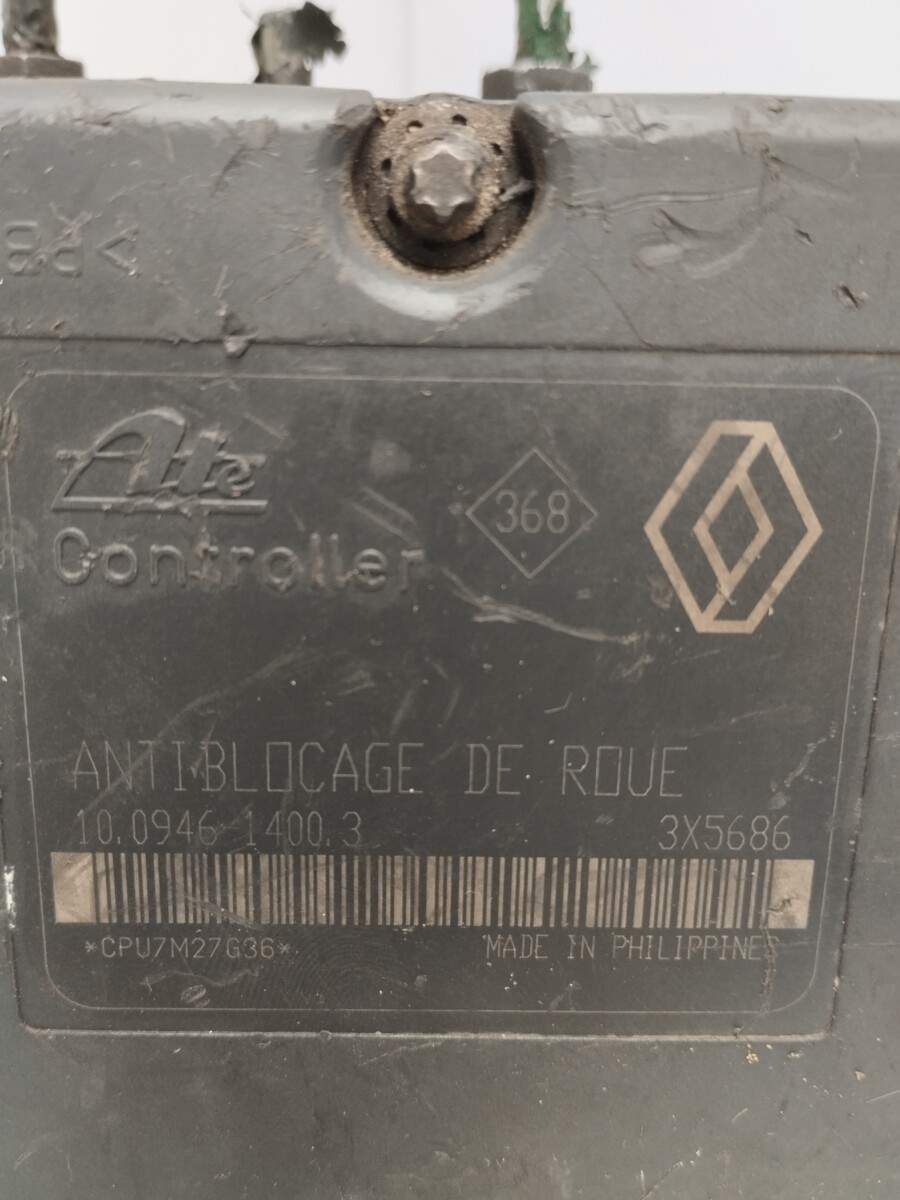 Ate
Controller
368
ANTIBLOCAGE DE ROUE
10.0946-1400.3 3X5686
*CPU7M27G36* MADE IN PHILIPPINES